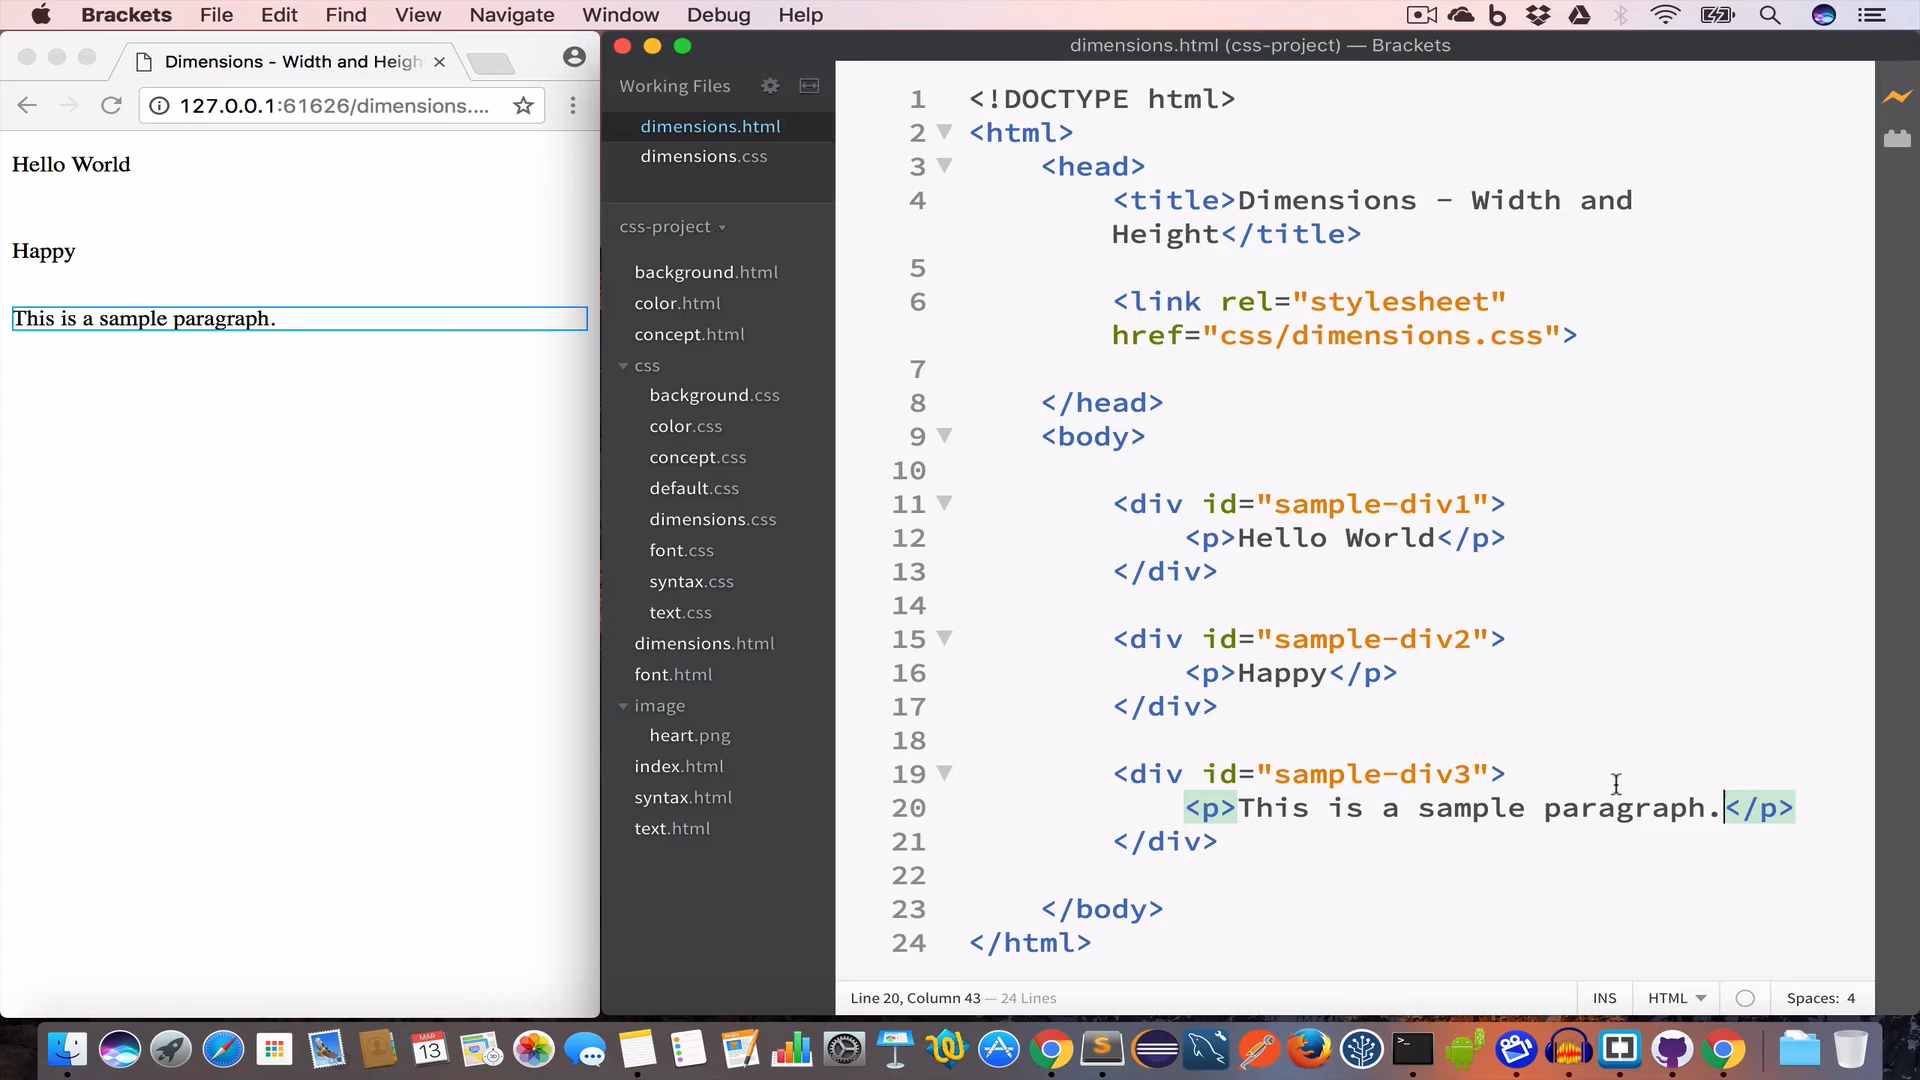 Brackets File Edit Find View Navigate Window Debug Help
Dimensions - Width and Heigh
127.0.0.1:61626/dimensions....
Hello World
Happy
This is a sample paragraph.
dimensions.html (css-project) — Brackets
Working Files
dimensions.html
dimensions.css
css-project
background.html
color.html
concept.html
css
background.css
color.css
concept.css
default.css
dimensions.css
font.css
syntax.css
text.css
dimensions.html
font.html
image
heart.png
index.html
syntax.html
text.html
1 <!DOCTYPE html>
2 <html>
3 <head>
4 <title>Dimensions - Width and
Height</title>
5
6 <link rel="stylesheet"
href="css/dimensions.css">
7
8 </head>
9 <body>
10
11 <div id="sample-div1">
12 <p>Hello World</p>
13 </div>
14
15 <div id="sample-div2">
16 <p>Happy</p>
17 </div>
18
19 <div id="sample-div3">
20 <p>This is a sample paragraph.</p>
21 </div>
22
23 </body>
24 </html>
Line 20, Column 43 — 24 Lines
INS HTML Spaces: 4
MAR
13